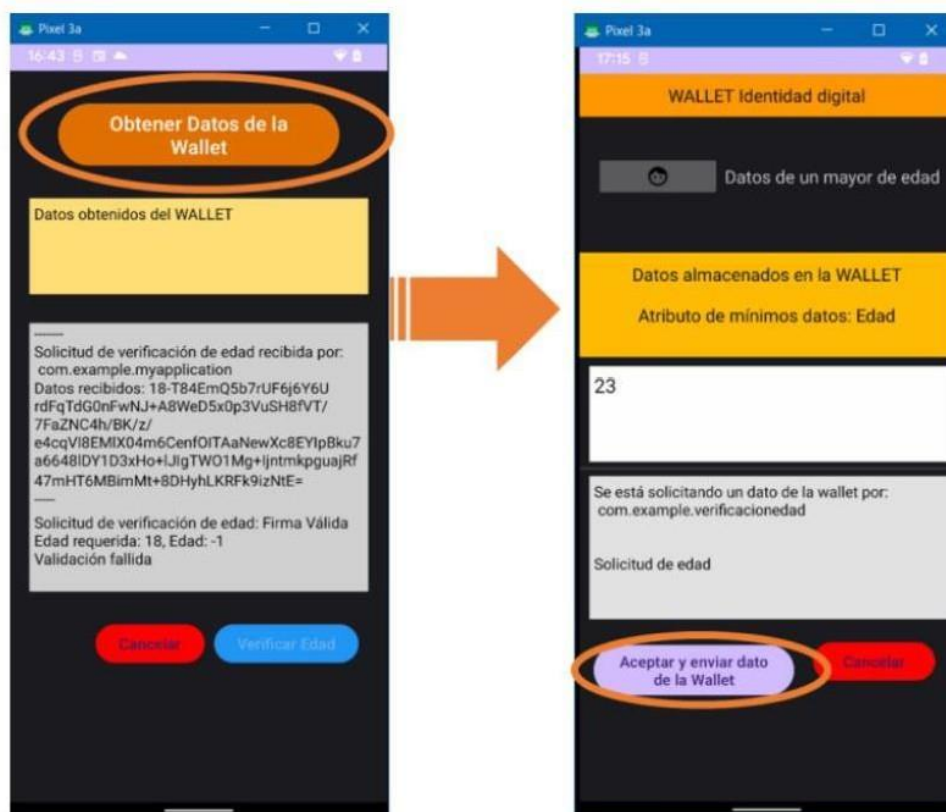 Pixel 3a
16:43
Obtener Datos de la
Wallet
Datos obtenidos del WALLET
-----
Solicitud de verificación de edad recibida por:
com.example.myapplication
Datos recibidos: 18-T84EmQ5b7rUF6j6Y6U
rdFqTdG0nFwNJ+A8WeD5x0p3VuSH8fVT/
7FaZNC4h/BK/z/
e4cqVI8EMIX04m6CenfOITAaNewXc8EYIpBku7
a6648IDY1D3xHo+IJIgTWO1Mg+IjntmkpguajRf
47mHT6MBimMt+8DHyhLKRFk9izNtE=
----
Solicitud de verificación de edad: Firma Válida
Edad requerida: 18, Edad: -1
Validación fallida
Cancelar
Verificar Edad
Pixel 3a
17:15
WALLET Identidad digital
Datos de un mayor de edad
Datos almacenados en la WALLET
Atributo de mínimos datos: Edad
23
Se está solicitando un dato de la wallet por:
com.example.verificacionedad
Solicitud de edad
Aceptar y enviar dato
de la Wallet
Cancelar